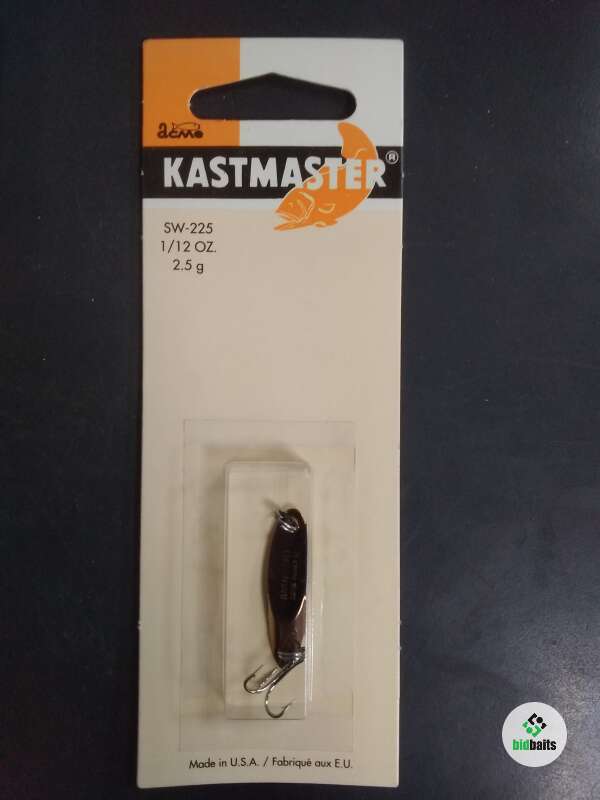 acme
KASTMASTER®
SW-225
1/12 OZ.
2.5 g
Made in U.S.A. / Fabriqué aux E.U.
bidbaits